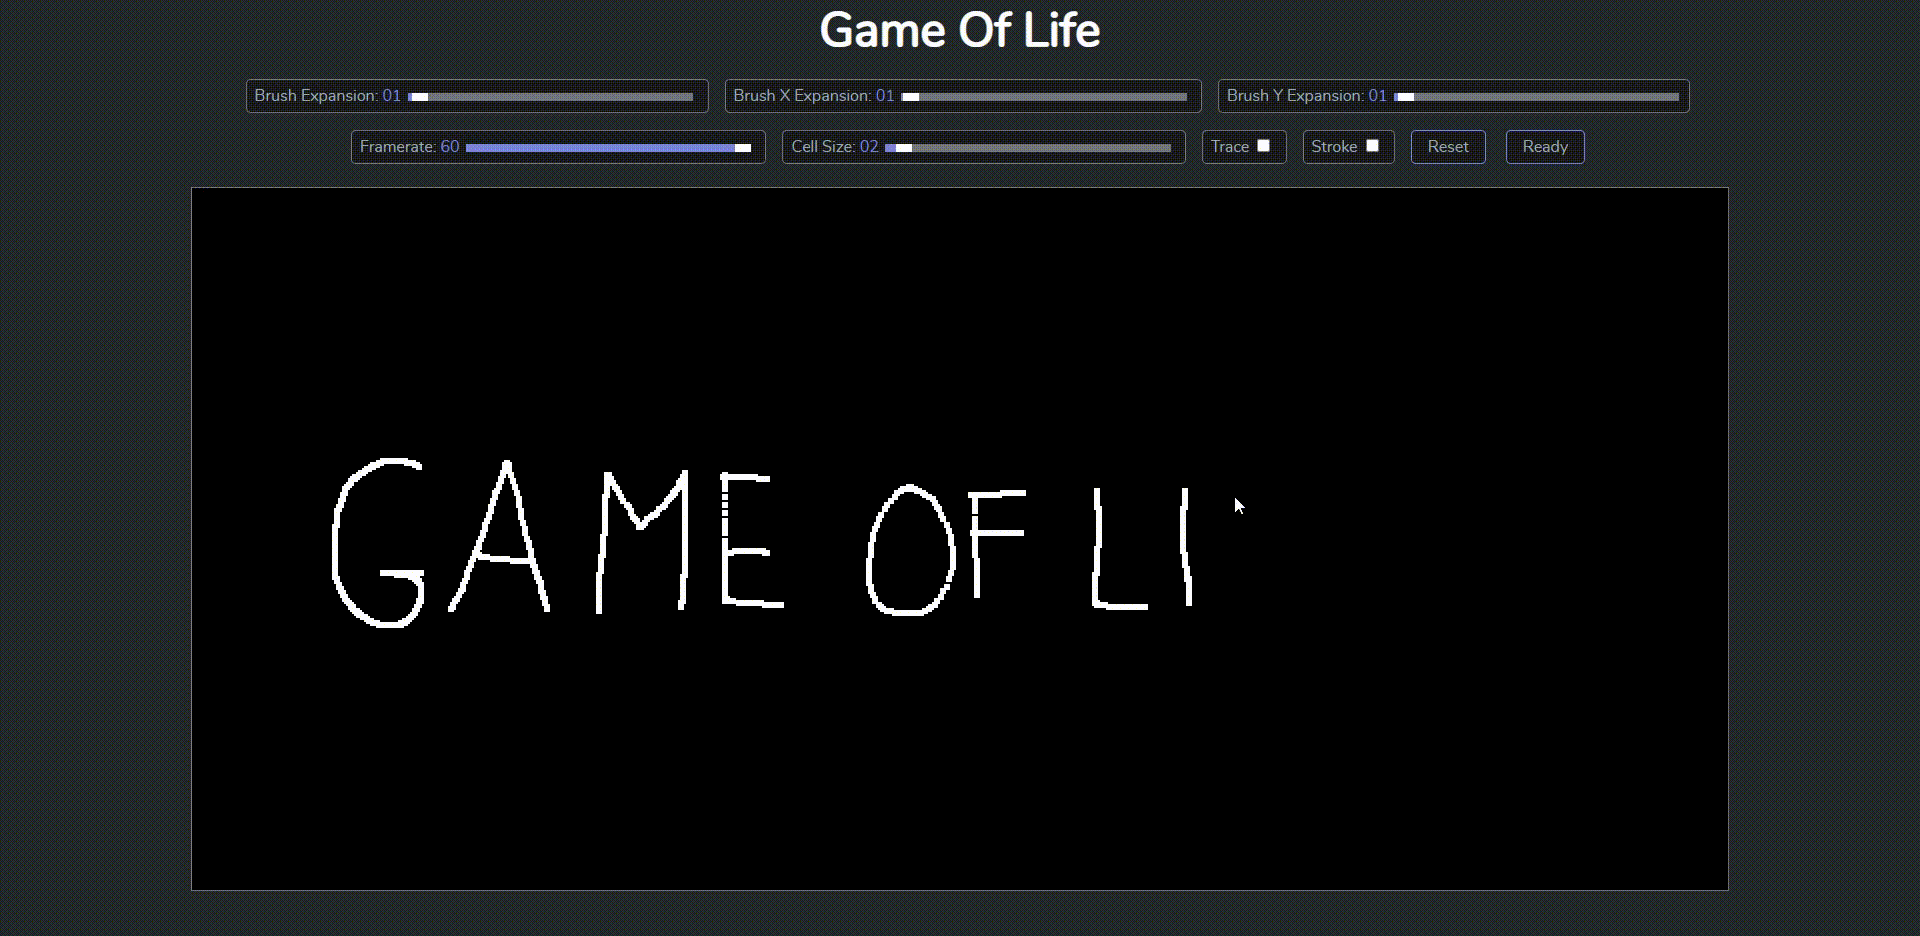 Game Of Life
Brush Expansion: 01 Brush X Expansion: 01 Brush Y Expansion: 01
Framerate: 60 Cell Size: 02 Trace Stroke Reset Ready
GAME OF LI